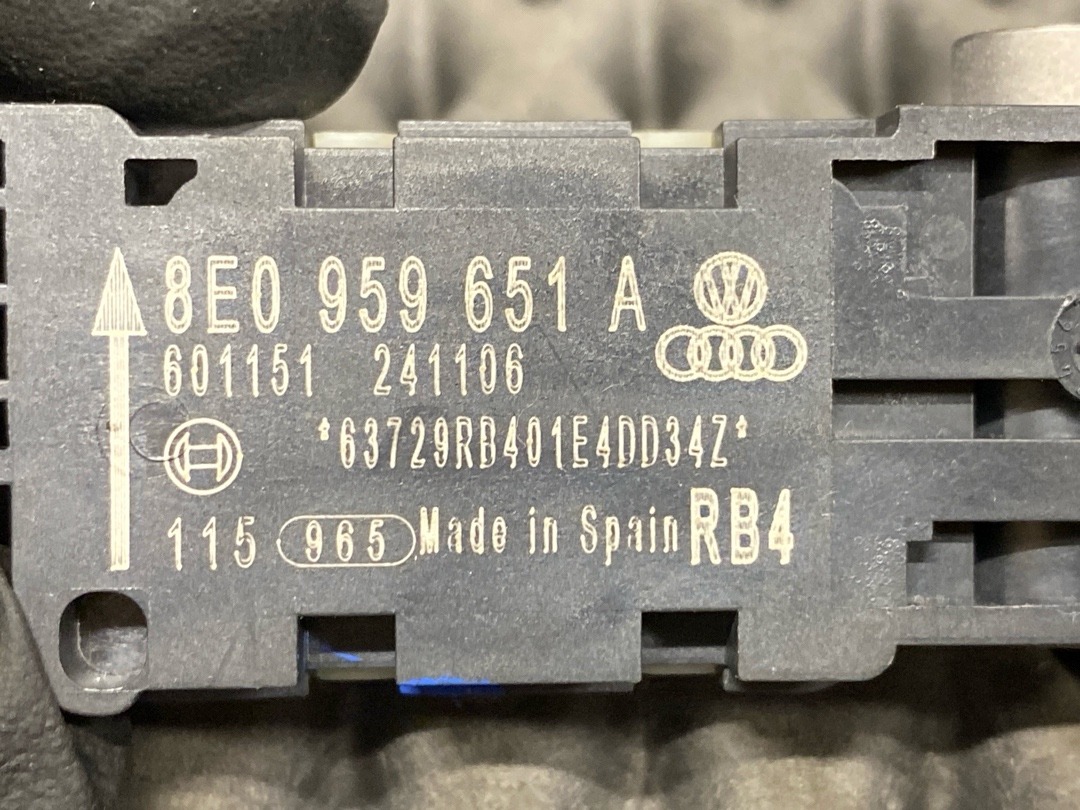 8E0 959 651 A
601151 241106
*63729RB401E4DD34Z*
115 965 Made in Spain RB4